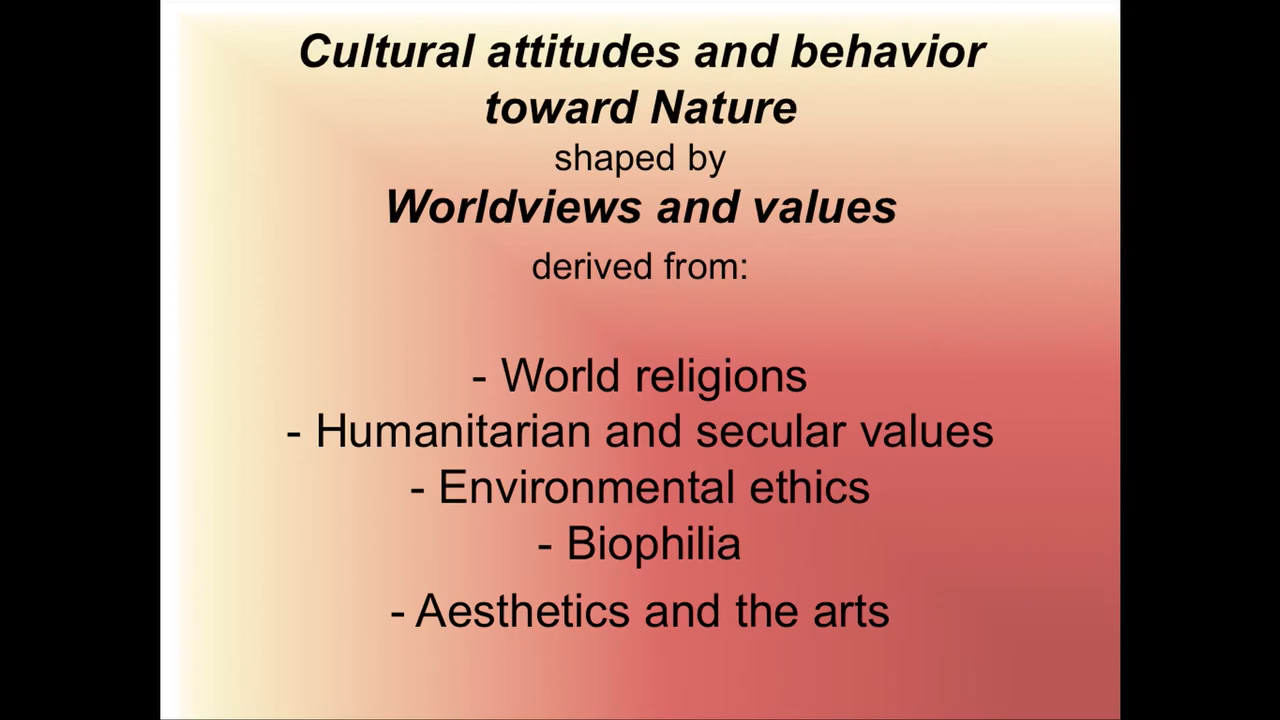 Cultural attitudes and behavior
toward Nature
shaped by
Worldviews and values
derived from:
- World religions
- Humanitarian and secular values
- Environmental ethics
- Biophilia
- Aesthetics and the arts